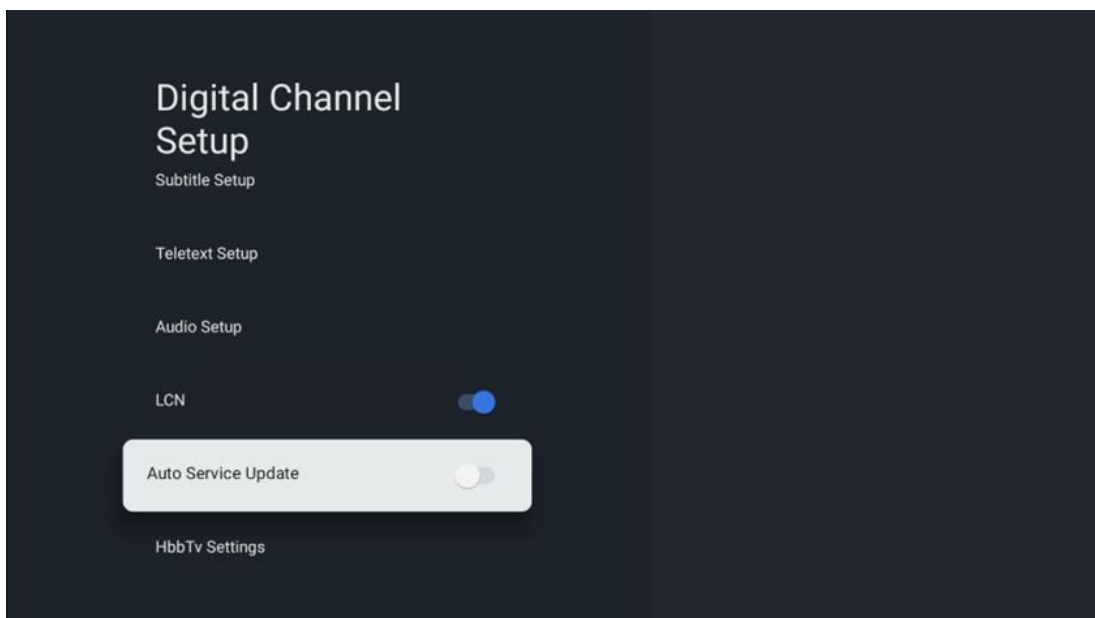 Digital Channel
Setup
Subtitle Setup
Teletext Setup
Audio Setup
LCN
Auto Service Update
HbbTv Settings